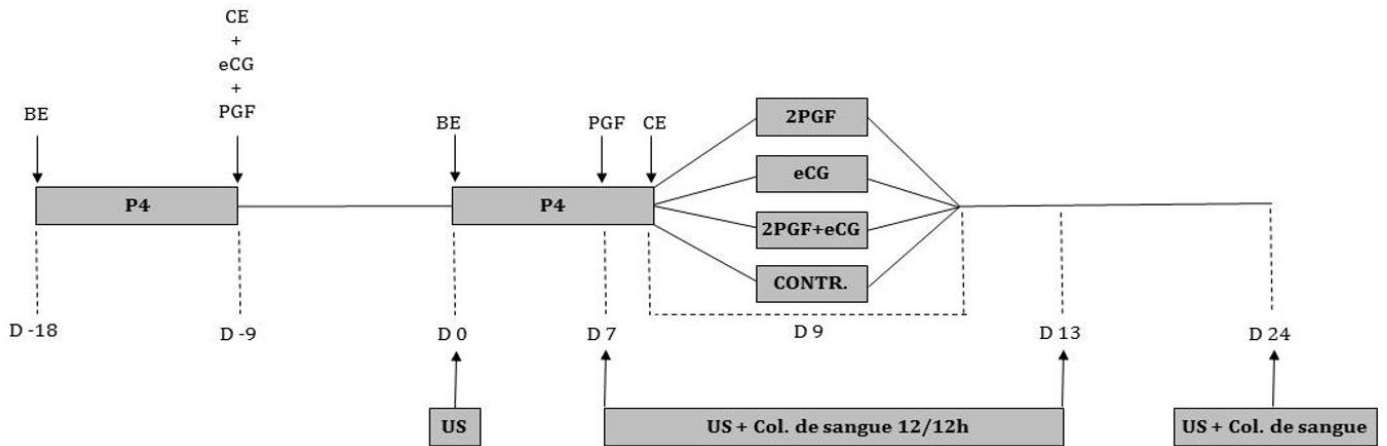 CE
+
eCG
+
PGF
BE
BE
PGF
CE
P4
P4
2PGF
eCG
2PGF+eCG
CONTR.
D -18
D -9
D 0
D 7
D 9
D 13
D 24
US
US + Col. de sangue 12/12h
US + Col. de sangue